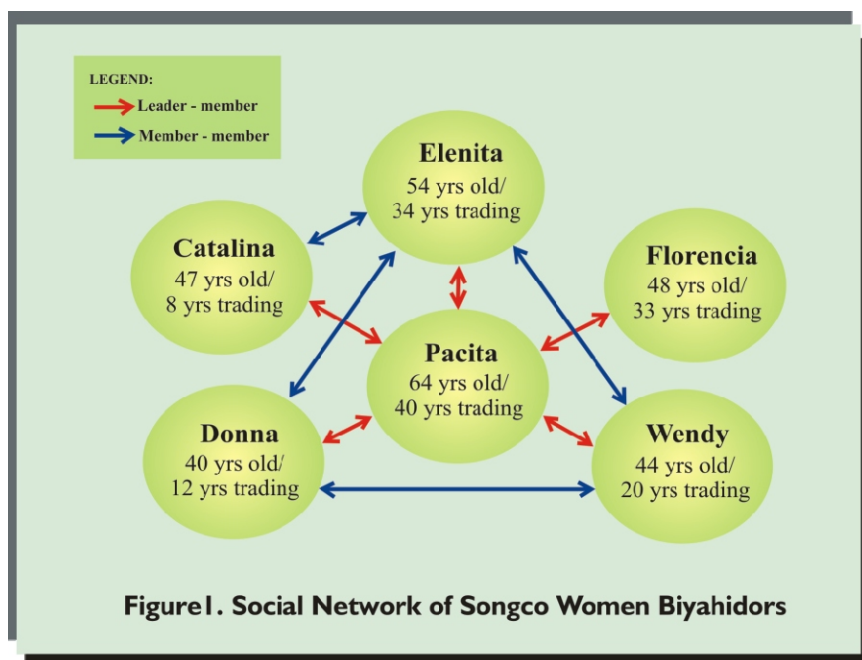 LEGEND:
Leader - member
Member - member
Elenita
54 yrs old/
34 yrs trading
Catalina
47 yrs old/
8 yrs trading
Florencia
48 yrs old/
33 yrs trading
Pacita
64 yrs old/
40 yrs trading
Donna
40 yrs old/
12 yrs trading
Wendy
44 yrs old/
20 yrs trading
Figure1. Social Network of Songco Women Biyahidors